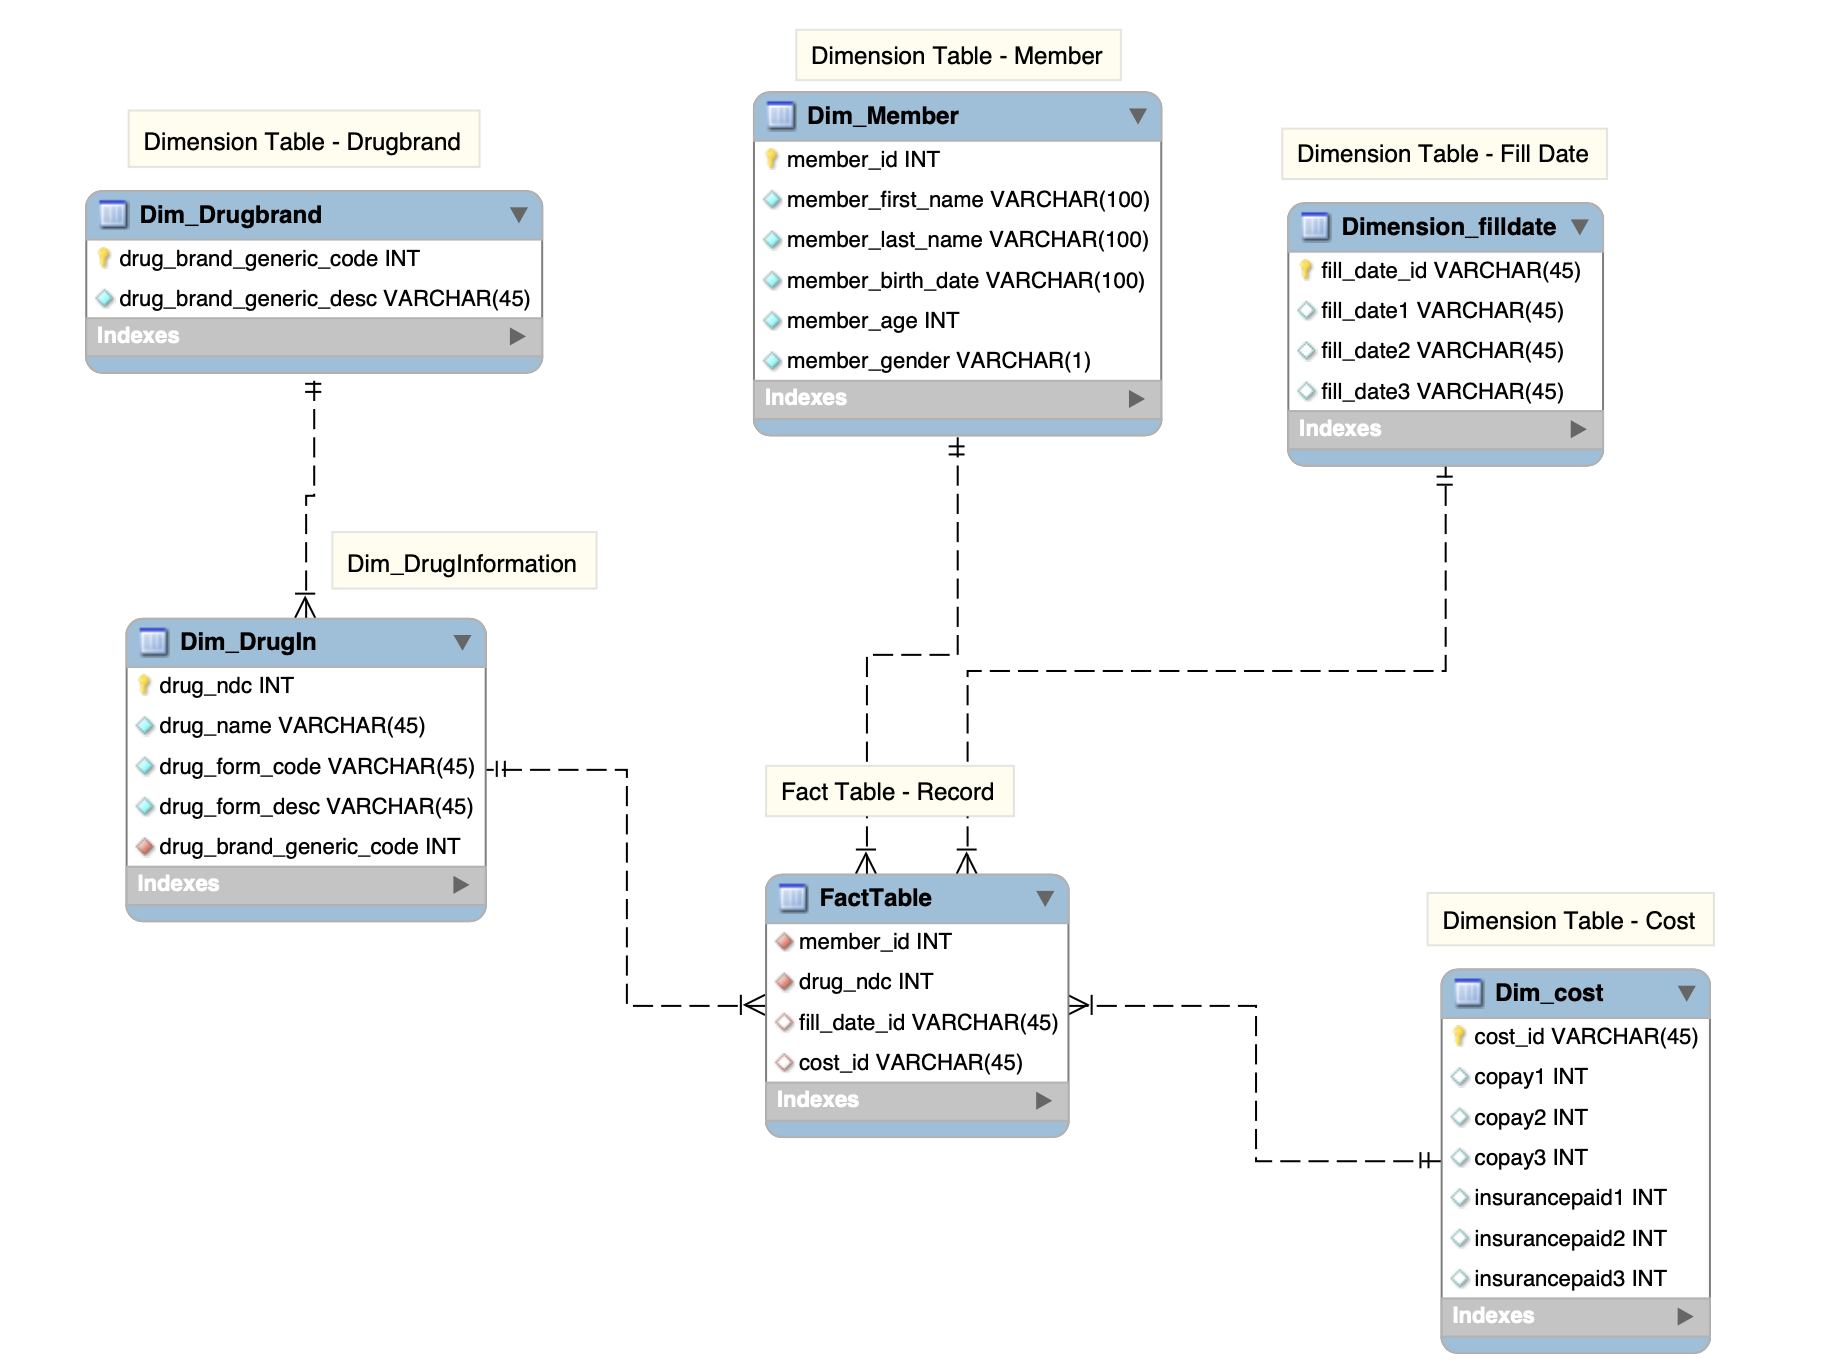 Dimension Table - Drugbrand
Dim_Drugbrand
drug_brand_generic_code INT
drug_brand_generic_desc VARCHAR(45)
Indexes
Dimension Table - Member
Dim_Member
member_id INT
member_first_name VARCHAR(100)
member_last_name VARCHAR(100)
member_birth_date VARCHAR(100)
member_age INT
member_gender VARCHAR(1)
Indexes
Dimension Table - Fill Date
Dimension_filldate
fill_date_id VARCHAR(45)
fill_date1 VARCHAR(45)
fill_date2 VARCHAR(45)
fill_date3 VARCHAR(45)
Indexes
Dim_DrugInformation
Dim_DrugIn
drug_ndc INT
drug_name VARCHAR(45)
drug_form_code VARCHAR(45)
drug_form_desc VARCHAR(45)
drug_brand_generic_code INT
Indexes
Fact Table - Record
FactTable
member_id INT
drug_ndc INT
fill_date_id VARCHAR(45)
cost_id VARCHAR(45)
Indexes
Dimension Table - Cost
Dim_cost
cost_id VARCHAR(45)
copay1 INT
copay2 INT
copay3 INT
insurancepaid1 INT
insurancepaid2 INT
insurancepaid3 INT
Indexes